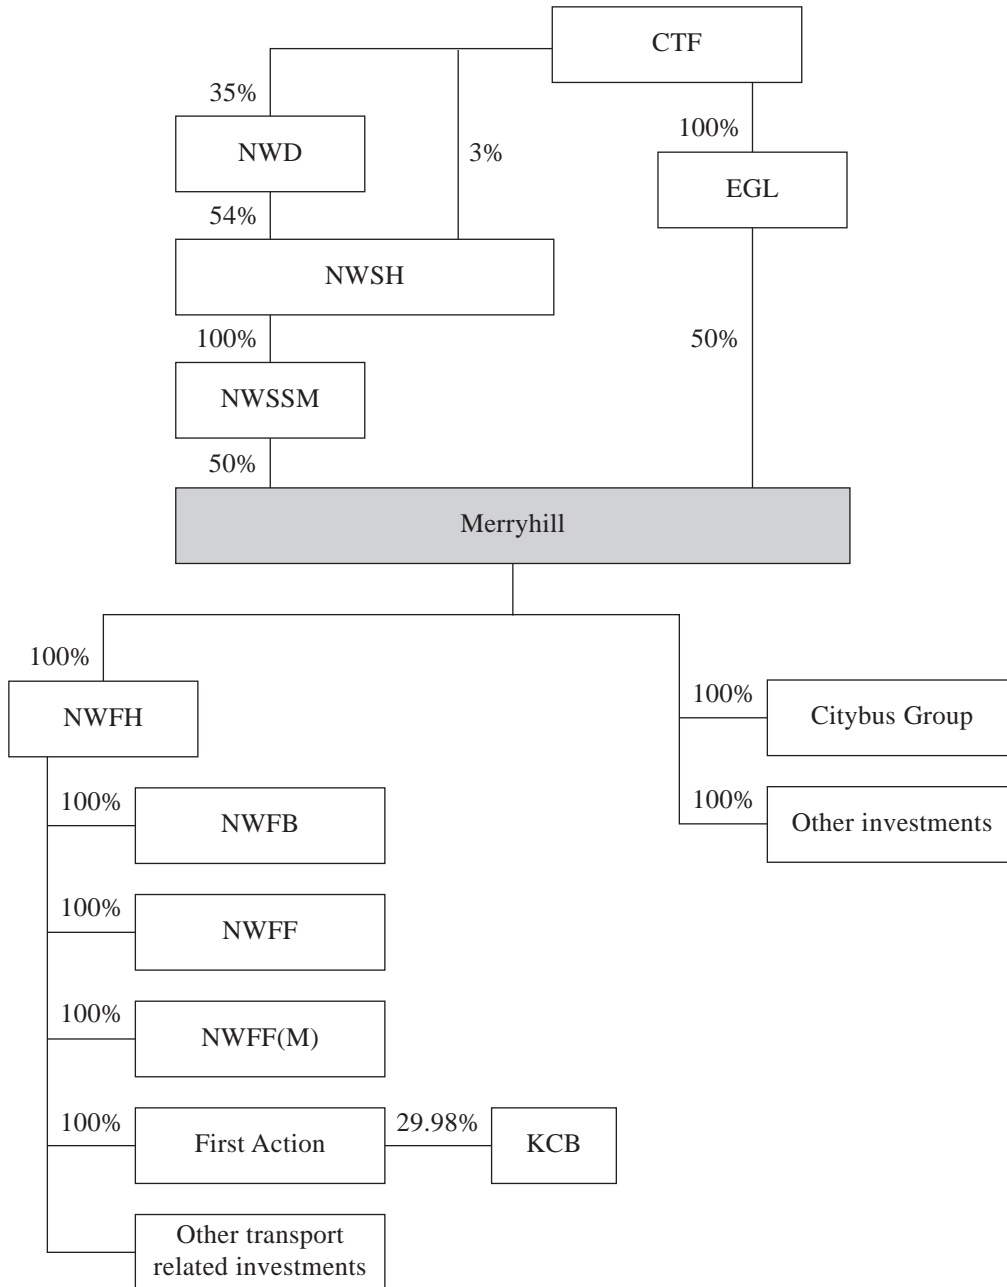 CTF
35%
100%
NWD
3%
EGL
54%
NWSH
100%
50%
NWSSM
50%
Merryhill
100%
NWFH
100%
Citybus Group
100%
NWFB
100%
Other investments
100%
NWFF
100%
NWFF(M)
100%
First Action
29.98%
KCB
Other transport
related investments